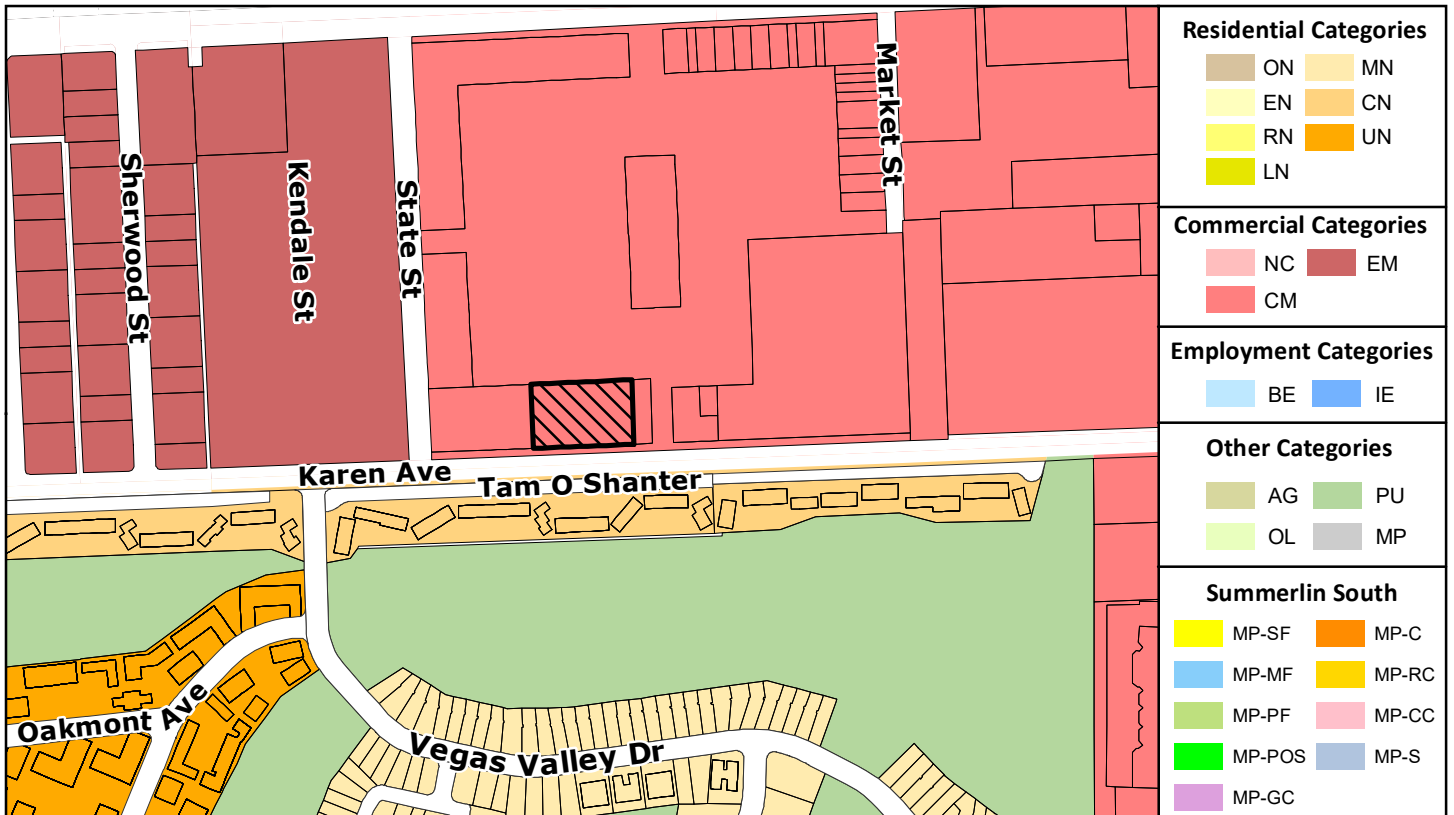 Sherwood St
Kendale St
State St
Market St
Karen Ave
Tam O Shanter
Oakmont Ave
Vegas Valley Dr
Residential Categories
ON MN
EN CN
RN UN
LN
Commercial Categories
NC EM
CM
Employment Categories
BE IE
Other Categories
AG PU
OL MP
Summerlin South
MP-SF MP-C
MP-MF MP-RC
MP-PF MP-CC
MP-POS MP-S
MP-GC